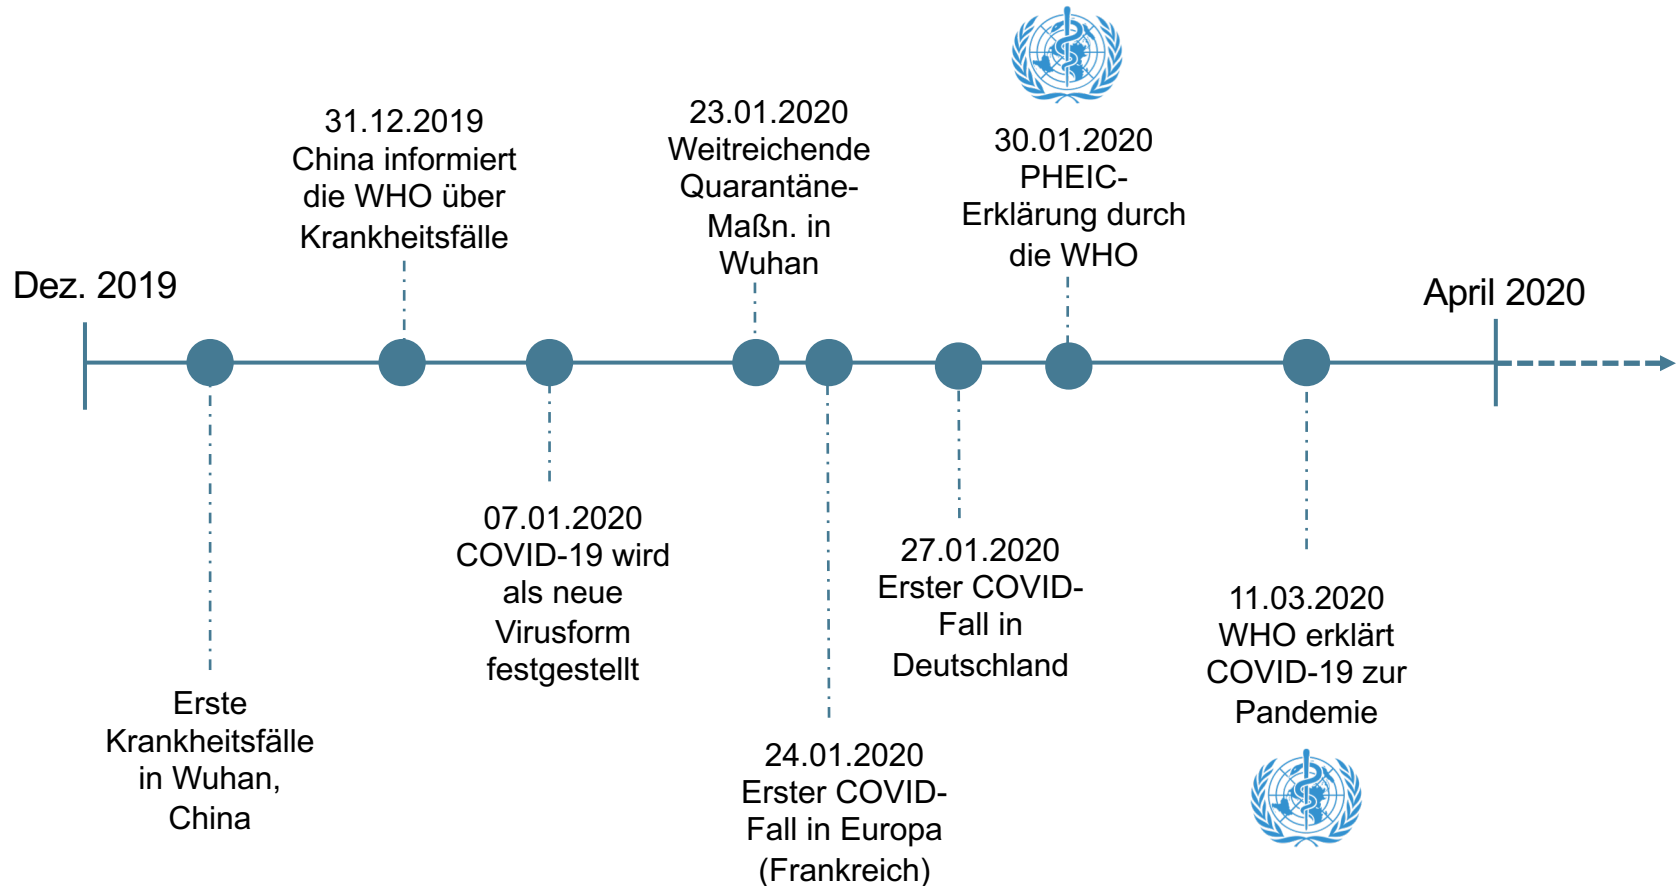 Dez. 2019
Erste
Krankheitsfälle
in Wuhan,
China
31.12.2019
China informiert
die WHO über
Krankheitsfälle
07.01.2020
COVID-19 wird
als neue
Virusform
festgestellt
23.01.2020
Weitreichende
Quarantäne-
Maßn. in
Wuhan
24.01.2020
Erster COVID-
Fall in Europa
(Frankreich)
27.01.2020
Erster COVID-
Fall in
Deutschland
30.01.2020
PHEIC-
Erklärung durch
die WHO
11.03.2020
WHO erklärt
COVID-19 zur
Pandemie
April 2020